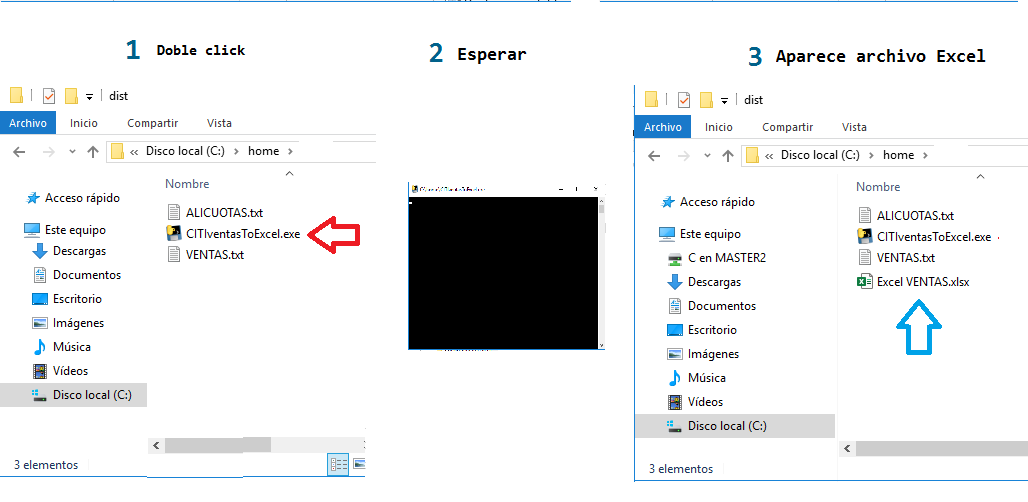 1 Doble click
dist
Archivo Inicio Compartir Vista
« Disco local (C:) > home >
Nombre
Acceso rápido
Este equipo
Descargas
Documentos
Escritorio
Imágenes
Música
Vídeos
Disco local (C:)
ALICUOTAS.txt
CITIventasToExcel.exe
VENTAS.txt
3 elementos
2 Esperar
3 Aparece archivo Excel
dist
Archivo Inicio Compartir Vista
« Disco local (C:) > home >
Nombre
Acceso rápido
Este equipo
C en MASTER2
Descargas
Documentos
Escritorio
Imágenes
Música
Vídeos
Disco local (C:)
ALICUOTAS.txt
CITIventasToExcel.exe
VENTAS.txt
Excel VENTAS.xlsx
3 elementos